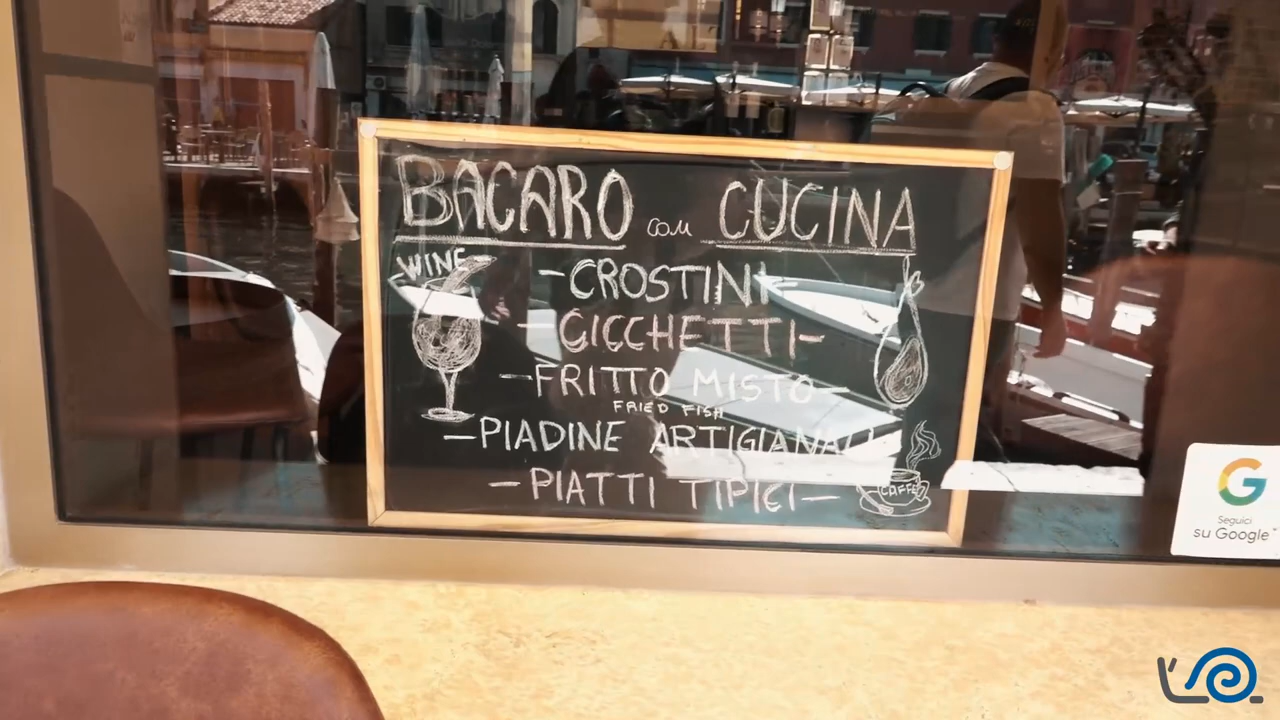 BACARO con CUCINA
WINE
-CROSTINI-
-CICCHETTI-
-FRITTO MISTO-
FRIED FISH
-PIADINE ARTIGIANALI-
-PIATTI TIPICI-
CAFFE
G
Seguici
su Google